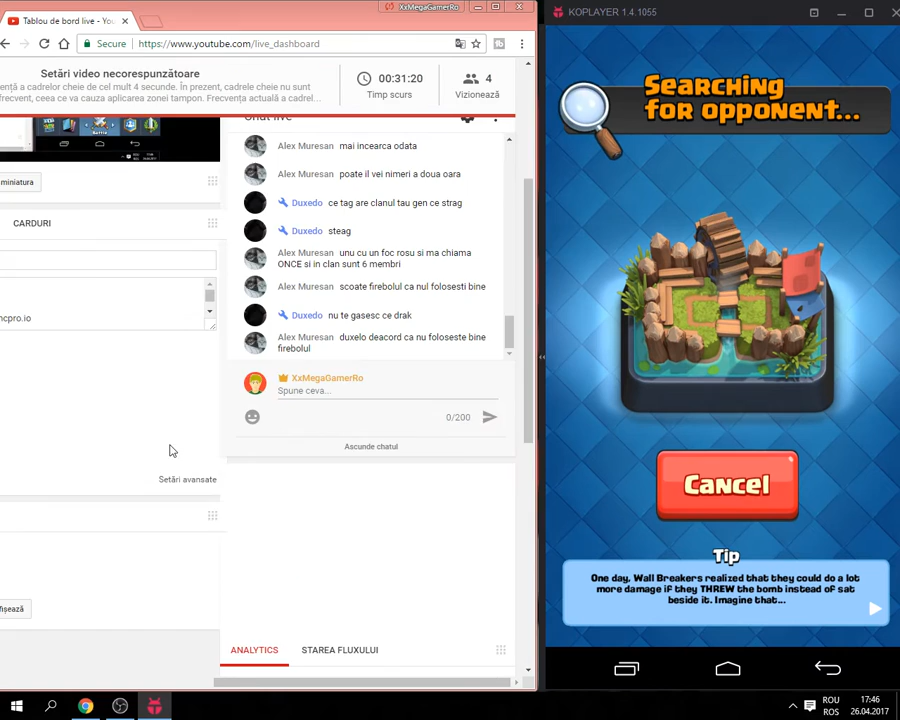 XxMegaGamerRo
Tablou de bord live - You
Secure
https://www.youtube.com/live_dashboard
Setări video necorespunzătoare
ență a cadrelor cheie de cel mult 4 secunde. În prezent, cadrele cheie nu sunt
frecvent, ceea ce va cauza aplicarea zonei tampon. Frecvența actuală a cadrel...
00:31:20
Timp scurs
4
Vizionează
Battle
miniatura
CARDURI
ncpro.io
Setări avansate
fișează
Chat live
Alex Muresan mai incearca odata
Alex Muresan poate il vei nimeri a doua oara
Duxedo ce tag are clanul tau gen ce strag
Duxedo steag
Alex Muresan unu cu un foc rosu si ma chiama
ONCE si in clan sunt 6 membri
Alex Muresan scoate firebolul ca nul folosesti bine
Duxedo nu te gasesc ce drak
Alex Muresan duxelo deacord ca nu foloseste bine
firebolul
XxMegaGamerRo
Spune ceva...
0/200
Ascunde chatul
ANALYTICS
STAREA FLUXULUI
KOPLAYER 1.4.1055
Searching
for opponent...
Cancel
Tip
One day, Wall Breakers realized that they could do a lot
more damage if they THREW the bomb instead of sat
beside it. Imagine that...
17:46
26.04.2017
ROU
ROS